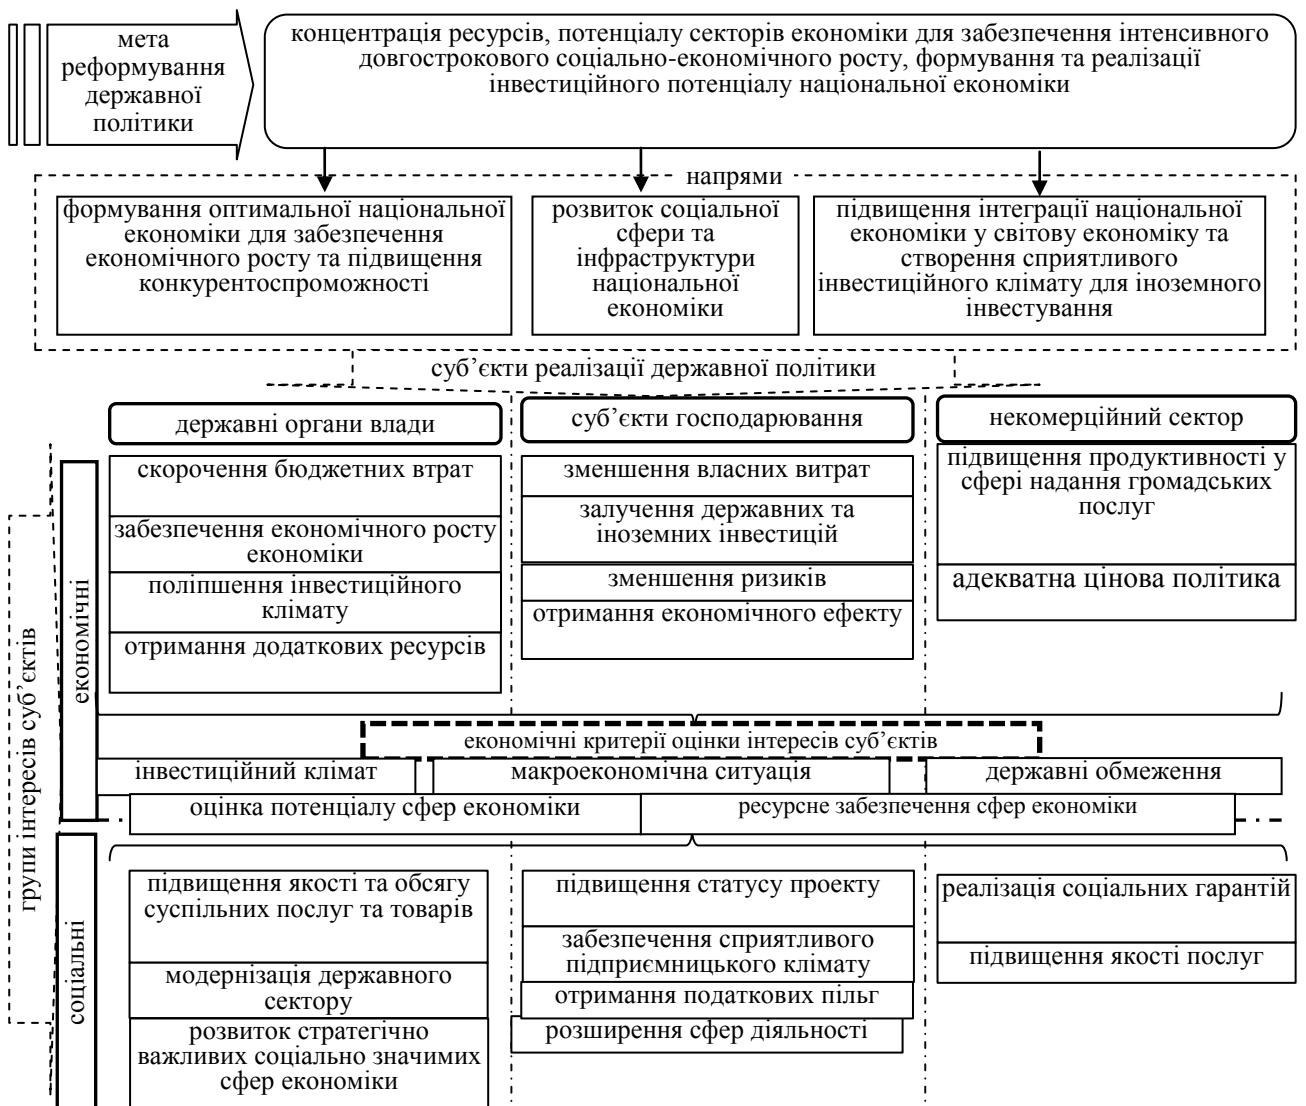 мета
реформування
державної
політики
концентрація ресурсів, потенціалу секторів економіки для забезпечення інтенсивного
довгострокового соціально-економічного росту, формування та реалізації
інвестиційного потенціалу національної економіки
напрями
формування оптимальної національної
економіки для забезпечення
економічного росту та підвищення
конкурентоспроможності
розвиток соціальної
сфери та
інфраструктури
національної
економіки
підвищення інтеграції національної
економіки у світову економіку та
створення сприятливого
інвестиційного клімату для іноземного
інвестування
суб’єкти реалізації державної політики
державні органи влади
суб’єкти господарювання
некомерційний сектор
групи інтересів суб’єктів
економічні
скорочення бюджетних втрат
забезпечення економічного росту
економіки
поліпшення інвестиційного
клімату
отримання додаткових ресурсів
зменшення власних витрат
залучення державних та
іноземних інвестицій
зменшення ризиків
отримання економічного ефекту
підвищення продуктивності у
сфері надання громадських
послуг
адекватна цінова політика
економічні критерії оцінки інтересів суб’єктів
інвестиційний клімат
макроекономічна ситуація
державні обмеження
оцінка потенціалу сфер економіки
ресурсне забезпечення сфер економіки
соціальні
підвищення якості та обсягу
суспільних послуг та товарів
модернізація державного
сектору
розвиток стратегічно
важливих соціально значимих
сфер економіки
підвищення статусу проекту
забезпечення сприятливого
підприємницького клімату
отримання податкових пільг
розширення сфер діяльності
реалізація соціальних гарантій
підвищення якості послуг